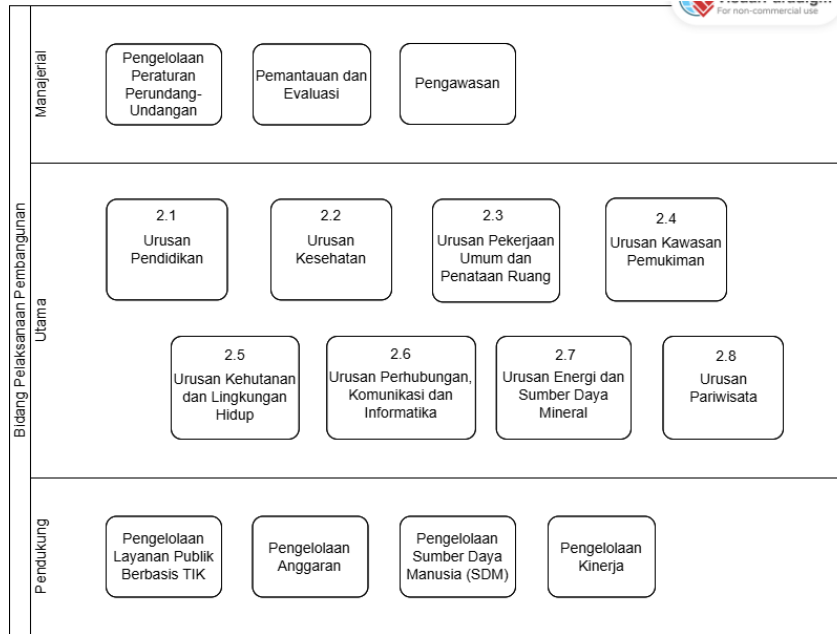 For non-commercial use
Bidang Pelaksanaan Pembangunan
Manajerial
Pengelolaan
Peraturan
Perundang-
Undangan
Pemantauan dan
Evaluasi
Pengawasan
Utama
2.1
Urusan
Pendidikan
2.2
Urusan
Kesehatan
2.3
Urusan Pekerjaan
Umum dan
Penataan Ruang
2.4
Urusan Kawasan
Pemukiman
2.5
Urusan Kehutanan
dan Lingkungan
Hidup
2.6
Urusan Perhubungan,
Komunikasi dan
Informatika
2.7
Urusan Energi dan
Sumber Daya
Mineral
2.8
Urusan
Pariwisata
Pendukung
Pengelolaan
Layanan Publik
Berbasis TIK
Pengelolaan
Anggaran
Pengelolaan
Sumber Daya
Manusia (SDM)
Pengelolaan
Kinerja